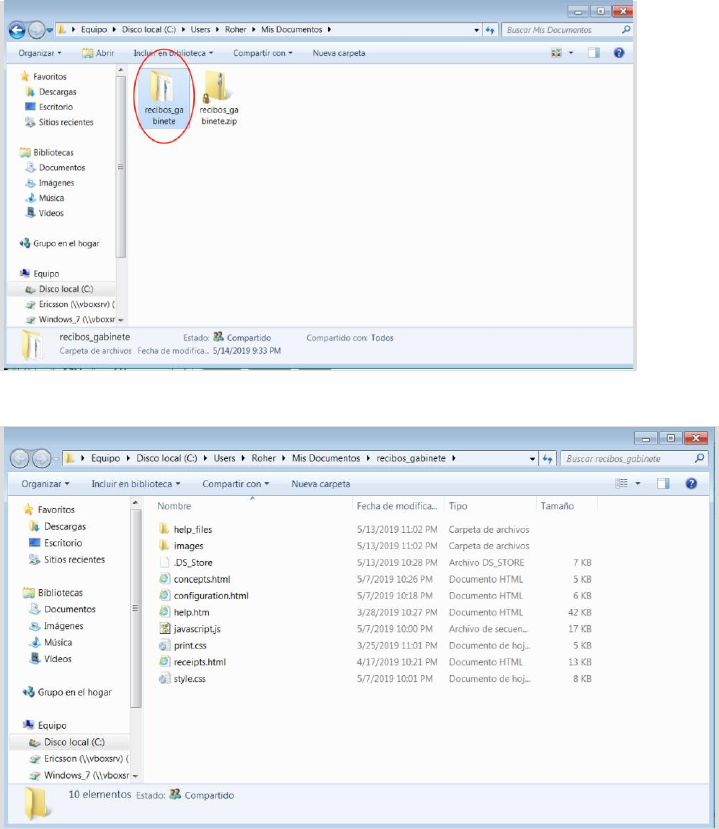 Equipo Disco local (C:) Users Roher Mis Documentos Buscar Mis Documentos
Organizar Abrir Incluir en biblioteca Compartir con Nueva carpeta
Favoritos
Descargas
Escritorio
Sitios recientes
Bibliotecas
Documentos
Imágenes
Música
Vídeos
Grupo en el hogar
Equipo
Disco local (C:)
Ericsson (\\vboxsrv) (
Windows_7 (\\vboxsr
recibos_ga
binete
recibos_ga
binete.zip
recibos_gabinete Estado: Compartido Compartido con: Todos
Carpeta de archivos Fecha de modifica... 5/14/2019 9:33 PM
Equipo Disco local (C:) Users Roher Mis Documentos recibos_gabinete Buscar recibos_gabinete
Organizar Incluir en biblioteca Compartir con Nueva carpeta
Favoritos
Descargas
Escritorio
Sitios recientes
Bibliotecas
Documentos
Imágenes
Música
Vídeos
Grupo en el hogar
Equipo
Disco local (C:)
Ericsson (\\vboxsrv) (
Windows_7 (\\vboxsr
Nombre Fecha de modifica... Tipo Tamaño
help_files 5/13/2019 11:02 PM Carpeta de archivos
images 5/13/2019 11:02 PM Carpeta de archivos
.DS_Store 5/13/2019 10:28 PM Archivo DS_STORE 7 KB
concepts.html 5/7/2019 10:26 PM Documento HTML 5 KB
configuration.html 5/7/2019 10:18 PM Documento HTML 6 KB
help.htm 3/28/2019 10:27 PM Documento HTML 42 KB
javascript.js 5/7/2019 10:00 PM Archivo de secuen... 17 KB
print.css 3/25/2019 11:01 PM Documento de hoj... 5 KB
receipts.html 4/17/2019 10:21 PM Documento HTML 13 KB
style.css 5/7/2019 10:01 PM Documento de hoj... 8 KB
10 elementos Estado: Compartido